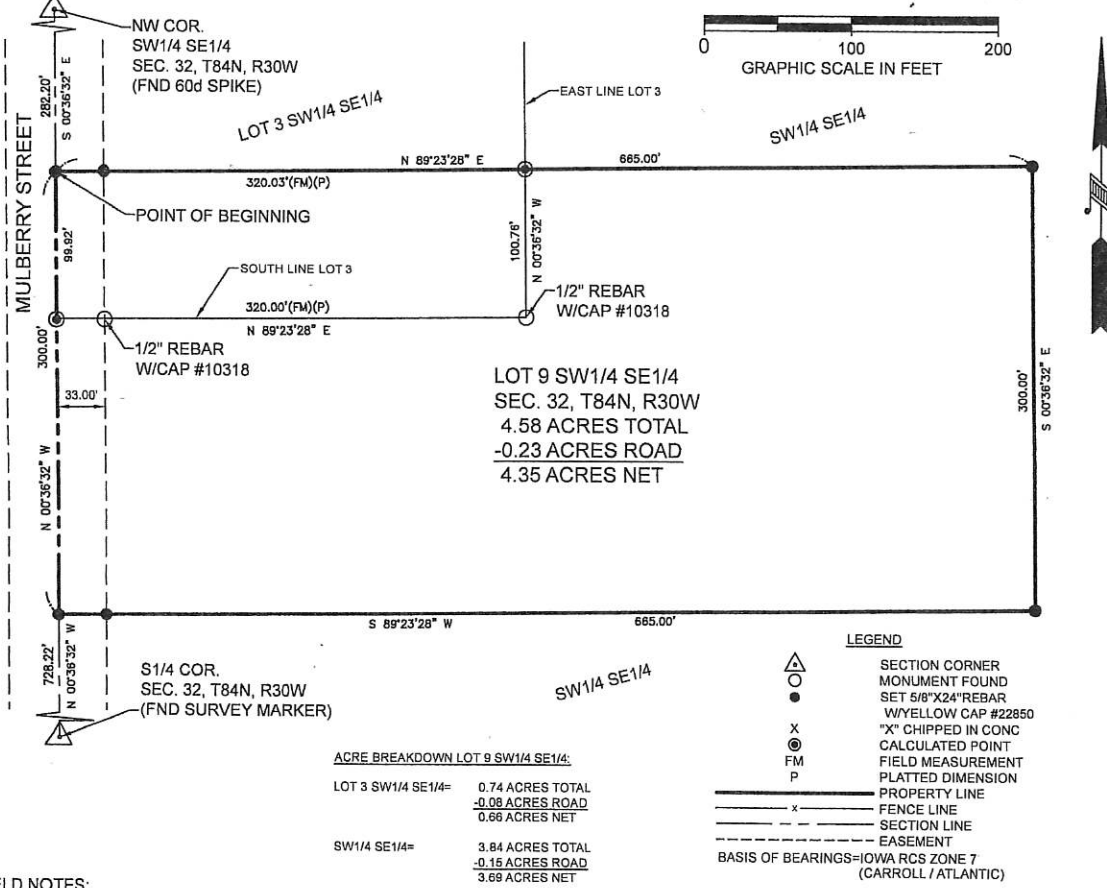 NW COR.
SW1/4 SE1/4
SEC. 32, T84N, R30W
(FND 60d SPIKE)
0 100 200
GRAPHIC SCALE IN FEET
282.20'
S 00°36'32" E
LOT 3 SW1/4 SE1/4
EAST LINE LOT 3
SW1/4 SE1/4
MULBERRY STREET
N 89°23'28" E 665.00'
320.03'(FM)(P)
POINT OF BEGINNING
99.92'
100.76'
N 00°36'32" W
SOUTH LINE LOT 3
320.00'(FM)(P)
N 89°23'28" E
1/2" REBAR
W/CAP #10318
1/2" REBAR
W/CAP #10318
300.00'
33.00'
N 00°36'32" W
LOT 9 SW1/4 SE1/4
SEC. 32, T84N, R30W
4.58 ACRES TOTAL
-0.23 ACRES ROAD
4.35 ACRES NET
300.00'
S 00°36'32" E
S 89°23'28" W 665.00'
728.22'
N 00°36'32" W
S1/4 COR.
SEC. 32, T84N, R30W
(FND SURVEY MARKER)
SW1/4 SE1/4
LEGEND
SECTION CORNER
MONUMENT FOUND
SET 5/8"X24"REBAR
W/YELLOW CAP #22850
X "X" CHIPPED IN CONC
CALCULATED POINT
FM FIELD MEASUREMENT
P PLATTED DIMENSION
PROPERTY LINE
x FENCE LINE
SECTION LINE
EASEMENT
BASIS OF BEARINGS=IOWA RCS ZONE 7
(CARROLL / ATLANTIC)
ACRE BREAKDOWN LOT 9 SW1/4 SE1/4:
LOT 3 SW1/4 SE1/4= 0.74 ACRES TOTAL
-0.08 ACRES ROAD
0.66 ACRES NET
SW1/4 SE1/4= 3.84 ACRES TOTAL
-0.15 ACRES ROAD
3.69 ACRES NET
ELD NOTES: